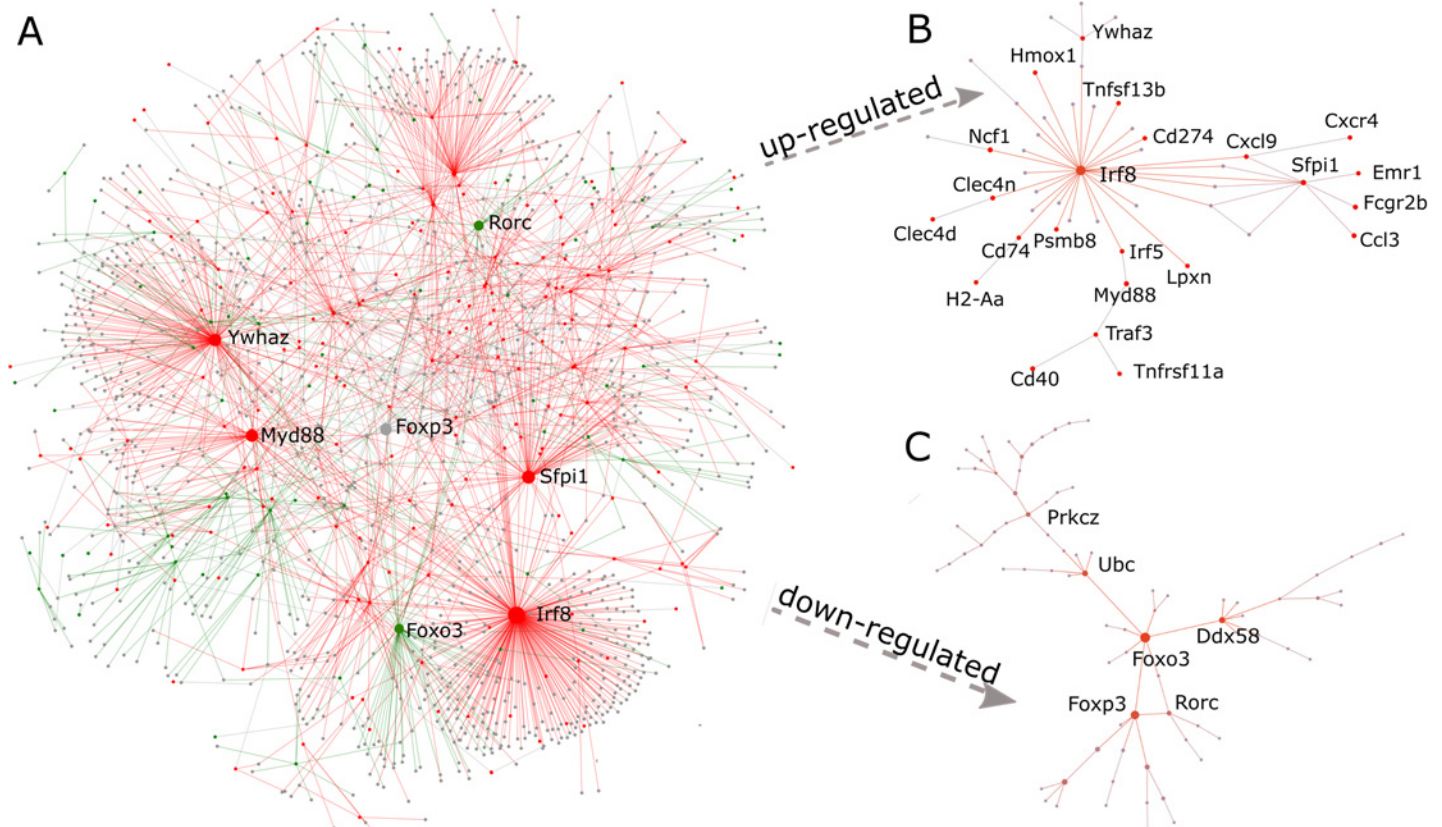 A
Rorc
Ywhaz
Myd88
Foxp3
Sfpi1
Irf8
Foxo3
up-regulated
down-regulated
B
Ywhaz
Hmox1
Tnfsf13b
Ncf1
Cd274
Cxcl9
Cxcr4
Clec4n
Irf8
Sfpi1
Emr1
Fcgr2b
Clec4d
Cd74
Psmb8
Irf5
Lpxn
Ccl3
H2-Aa
Myd88
Traf3
Cd40
Tnfrsf11a
C
Prkcz
Ubc
Ddx58
Foxo3
Foxp3
Rorc